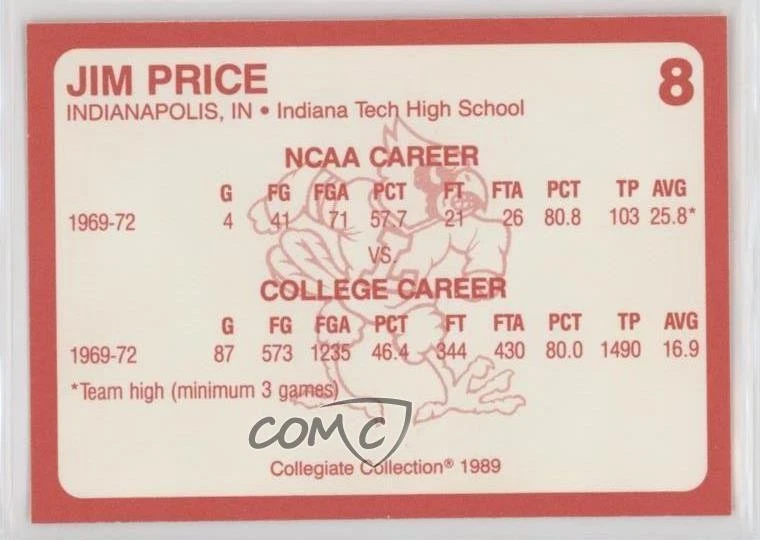 JIM PRICE 8
INDIANAPOLIS, IN • Indiana Tech High School
NCAA CAREER
G FG FGA PCT FT FTA PCT TP AVG
1969-72 4 41 71 57.7 21 26 80.8 103 25.8*
VS.
COLLEGE CAREER
G FG FGA PCT FT FTA PCT TP AVG
1969-72 87 573 1235 46.4 344 430 80.0 1490 16.9
*Team high (minimum 3 games)
COMC
Collegiate Collection® 1989